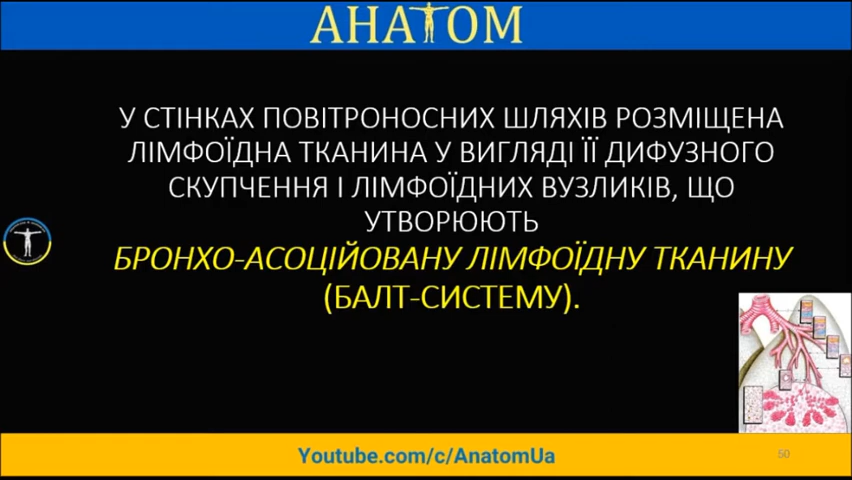 АНАТОМ
У СТІНКАХ ПОВІТРОНОСНИХ ШЛЯХІВ РОЗМІЩЕНА
ЛІМФОЇДНА ТКАНИНА У ВИГЛЯДІ ЇЇ ДИФУЗНОГО
СКУПЧЕННЯ І ЛІМФОЇДНИХ ВУЗЛИКІВ, ЩО
УТВОРЮЮТЬ
БРОНХО-АСОЦІЙОВАНУ ЛІМФОЇДНУ ТКАНИНУ
(БАЛТ-СИСТЕМУ).
Youtube.com/c/AnatomUa
50